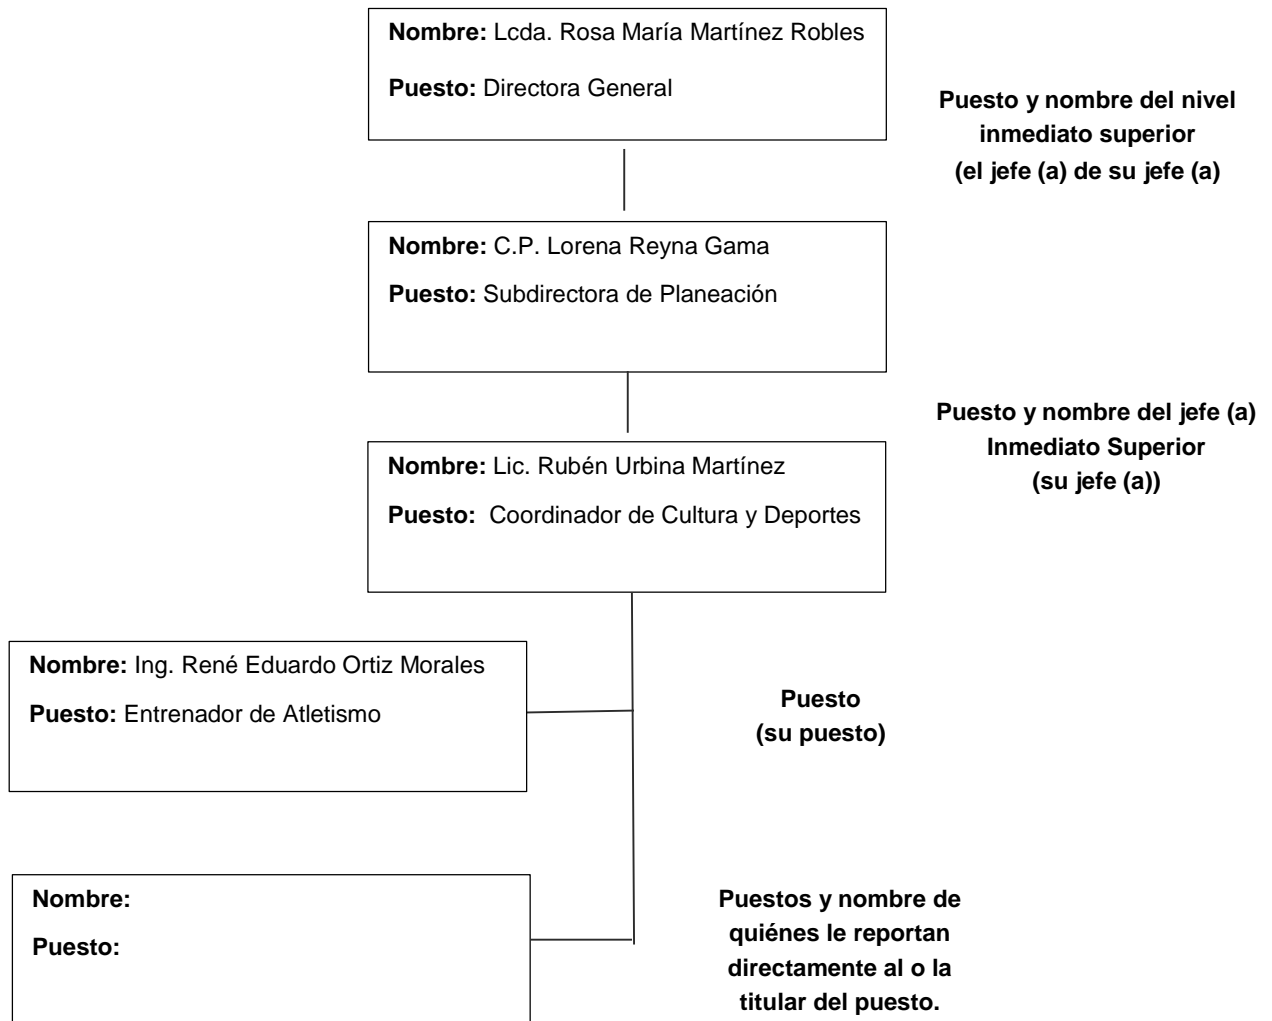 Nombre: Lcda. Rosa María Martínez Robles
Puesto: Directora General
Puesto y nombre del nivel
inmediato superior
(el jefe (a) de su jefe (a)
Nombre: C.P. Lorena Reyna Gama
Puesto: Subdirectora de Planeación
Puesto y nombre del jefe (a)
Inmediato Superior
(su jefe (a))
Nombre: Lic. Rubén Urbina Martínez
Puesto: Coordinador de Cultura y Deportes
Nombre: Ing. René Eduardo Ortiz Morales
Puesto: Entrenador de Atletismo
Puesto
(su puesto)
Nombre:
Puesto:
Puestos y nombre de
quiénes le reportan
directamente al o la
titular del puesto.